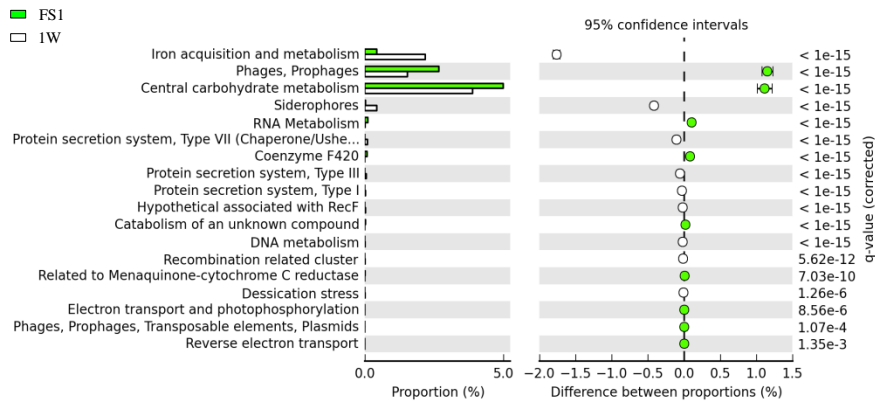 FS1
1W
95% confidence intervals
Iron acquisition and metabolism < 1e-15
Phages, Prophages < 1e-15
Central carbohydrate metabolism < 1e-15
Siderophores < 1e-15
RNA Metabolism < 1e-15
Protein secretion system, Type VII (Chaperone/Ushe... < 1e-15
Coenzyme F420 < 1e-15
Protein secretion system, Type III < 1e-15
Protein secretion system, Type I < 1e-15
Hypothetical associated with RecF < 1e-15
Catabolism of an unknown compound < 1e-15
DNA metabolism < 1e-15
Recombination related cluster 5.62e-12
Related to Menaquinone-cytochrome C reductase 7.03e-10
Dessication stress 1.26e-6
Electron transport and photophosphorylation 8.56e-6
Phages, Prophages, Transposable elements, Plasmids 1.07e-4
Reverse electron transport 1.35e-3
q-value (corrected)
0.0 5.0 −2.0 −1.5 −1.0 −0.5 0.0 0.5 1.0 1.5
Proportion (%) Difference between proportions (%)